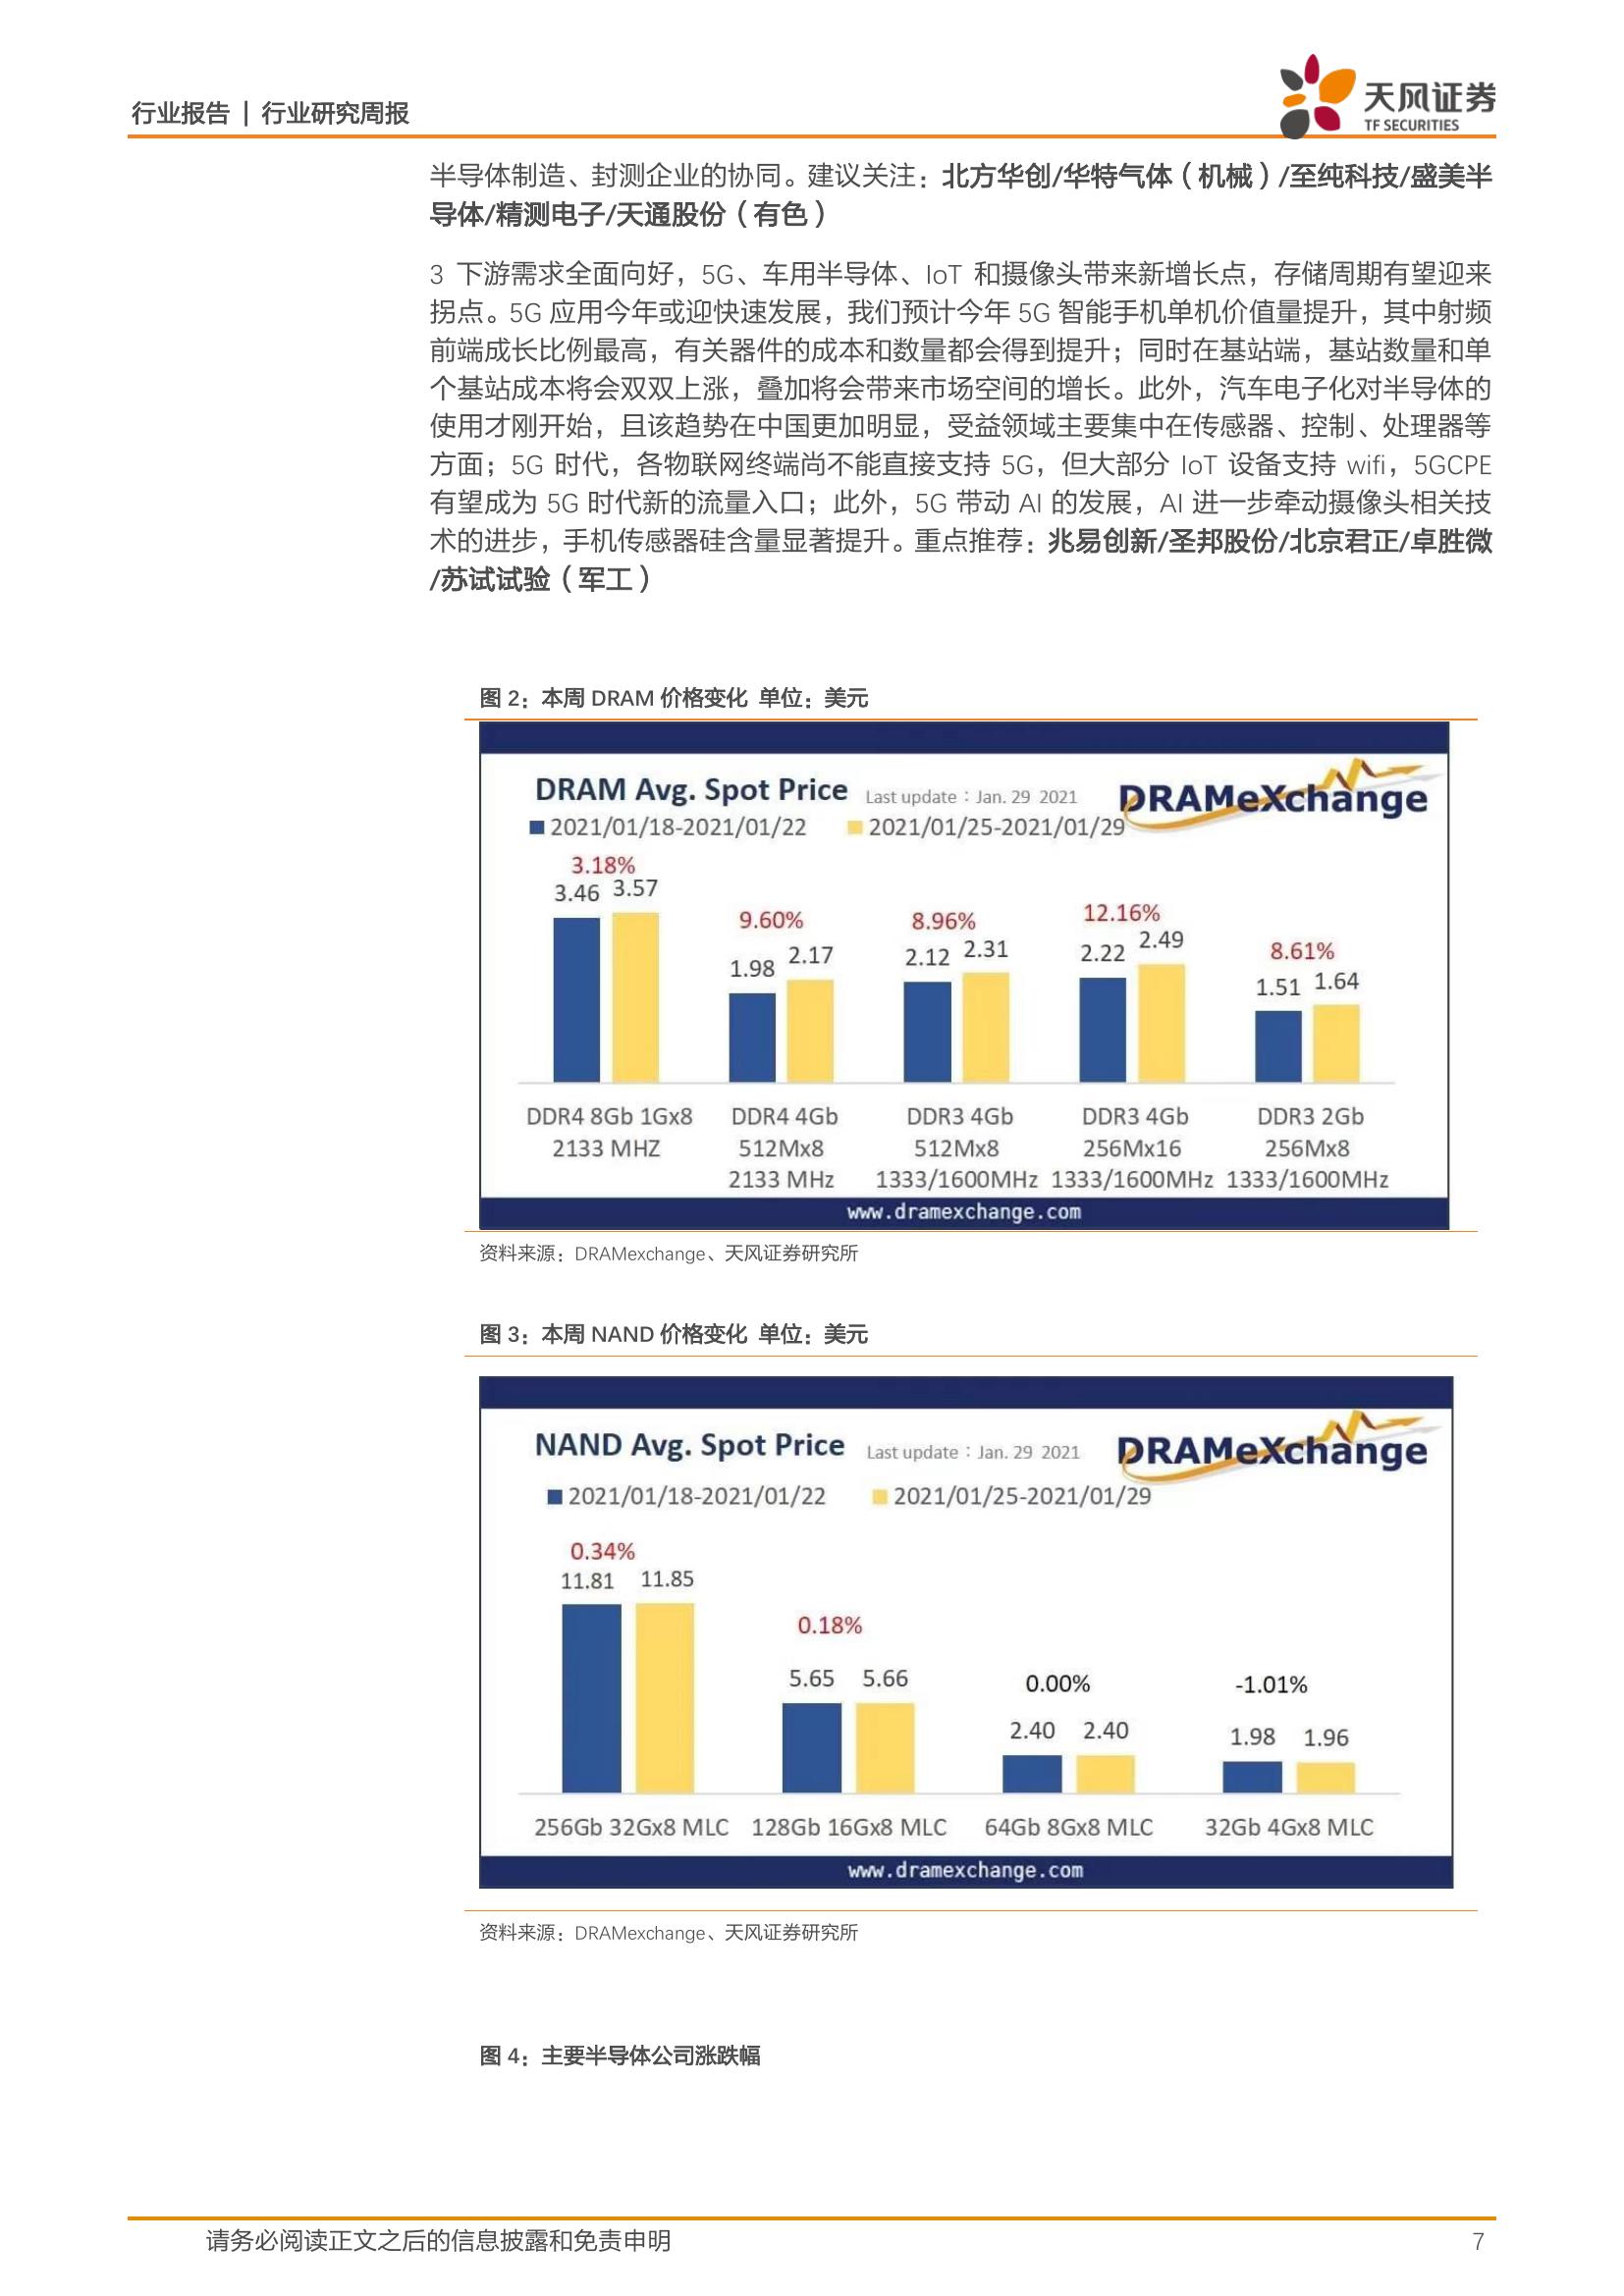 行业报告 | 行业研究周报
天风证券
TF SECURITIES
半导体制造、封测企业的协同。建议关注：北方华创/华特气体（机械）/至纯科技/盛美半
导体/精测电子/天通股份（有色）
3 下游需求全面向好，5G、车用半导体、IoT 和摄像头带来新增长点，存储周期有望迎来
拐点。5G 应用今年或迎快速发展，我们预计今年 5G 智能手机单机价值量提升，其中射频
前端成长比例最高，有关器件的成本和数量都会得到提升；同时在基站端，基站数量和单
个基站成本将会双双上涨，叠加将会带来市场空间的增长。此外，汽车电子化对半导体的
使用才刚开始，且该趋势在中国更加明显，受益领域主要集中在传感器、控制、处理器等
方面；5G 时代，各物联网终端尚不能直接支持 5G，但大部分 IoT 设备支持 wifi，5GCPE
有望成为 5G 时代新的流量入口；此外，5G 带动 AI 的发展，AI 进一步牵动摄像头相关技
术的进步，手机传感器硅含量显著提升。重点推荐：兆易创新/圣邦股份/北京君正/卓胜微
/苏试试验（军工）
图 2：本周 DRAM 价格变化 单位：美元
DRAM Avg. Spot Price Last update：Jan. 29 2021 DRAMeXchange
2021/01/18-2021/01/22 2021/01/25-2021/01/29
3.18%
3.46 3.57
9.60%
1.98 2.17
8.96%
2.12 2.31
12.16%
2.22 2.49
8.61%
1.51 1.64
DDR4 8Gb 1Gx8 DDR4 4Gb DDR3 4Gb DDR3 4Gb DDR3 2Gb
2133 MHZ 512Mx8 512Mx8 256Mx16 256Mx8
2133 MHz 1333/1600MHz 1333/1600MHz 1333/1600MHz
www.dramexchange.com
资料来源：DRAMexchange、天风证券研究所
图 3：本周 NAND 价格变化 单位：美元
NAND Avg. Spot Price Last update：Jan. 29 2021 DRAMeXchange
2021/01/18-2021/01/22 2021/01/25-2021/01/29
0.34%
11.81 11.85
0.18%
5.65 5.66
0.00%
2.40 2.40
-1.01%
1.98 1.96
256Gb 32Gx8 MLC 128Gb 16Gx8 MLC 64Gb 8Gx8 MLC 32Gb 4Gx8 MLC
www.dramexchange.com
资料来源：DRAMexchange、天风证券研究所
图 4：主要半导体公司涨跌幅
请务必阅读正文之后的信息披露和免责申明 7